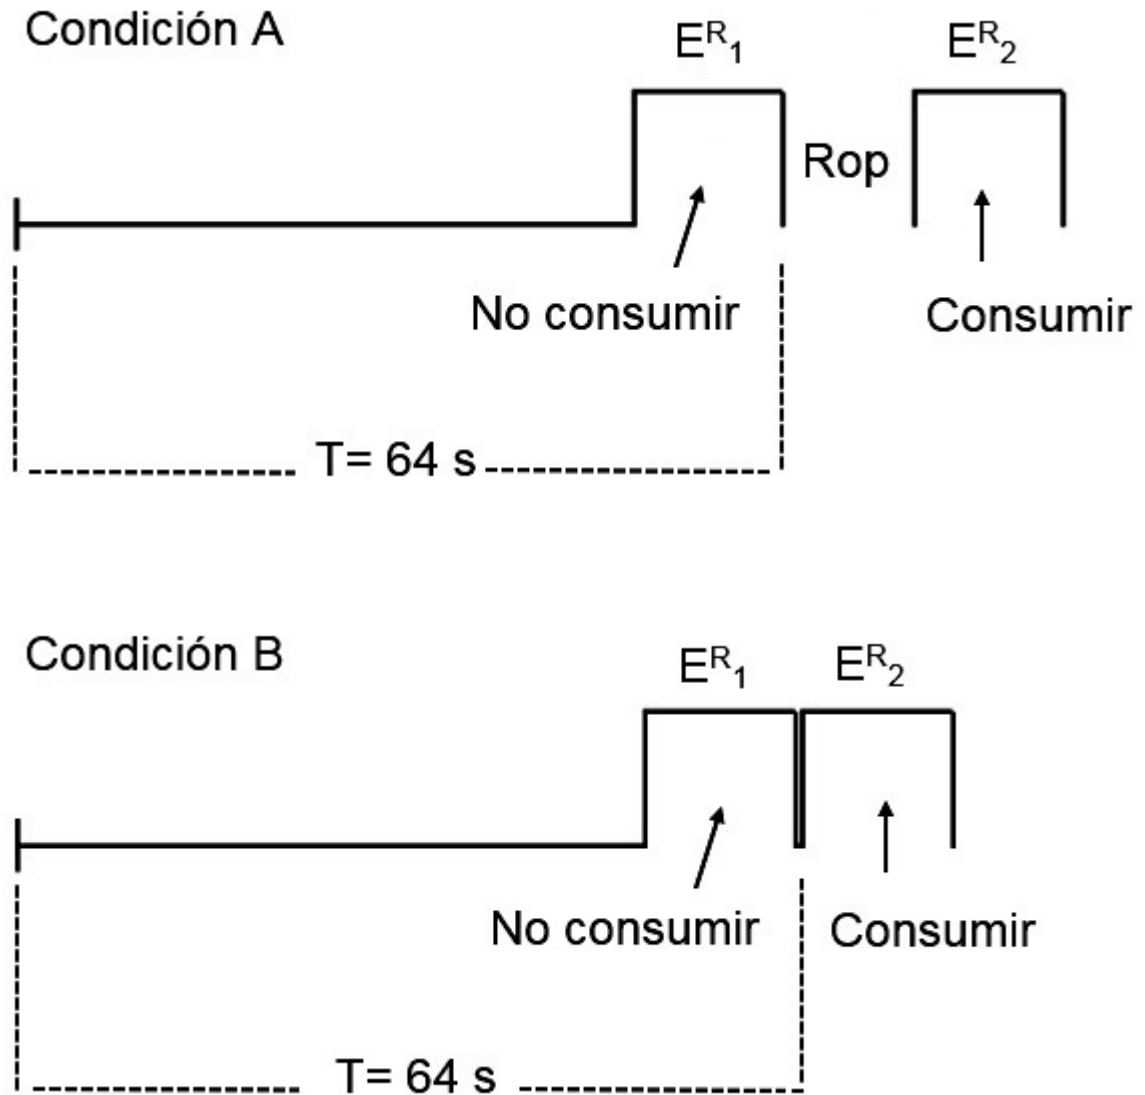 Condición A
Eᴿ₁
Eᴿ₂
Rop
No consumir
Consumir
T= 64 s
Condición B
Eᴿ₁
Eᴿ₂
No consumir
Consumir
T= 64 s